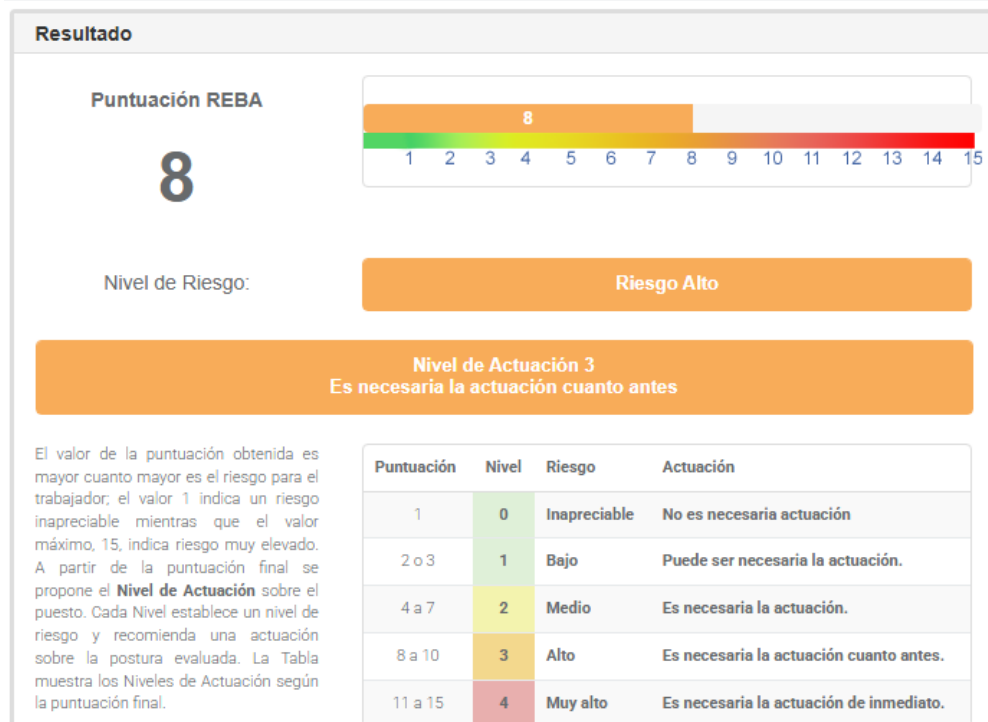 Resultado
Puntuación REBA
8
8
1 2 3 4 5 6 7 8 9 10 11 12 13 14 15
Nivel de Riesgo:
Riesgo Alto
Nivel de Actuación 3
Es necesaria la actuación cuanto antes
El valor de la puntuación obtenida es
mayor cuanto mayor es el riesgo para el
trabajador; el valor 1 indica un riesgo
inapreciable mientras que el valor
máximo, 15, indica riesgo muy elevado.
A partir de la puntuación final se
propone el Nivel de Actuación sobre el
puesto. Cada Nivel establece un nivel de
riesgo y recomienda una actuación
sobre la postura evaluada. La Tabla
muestra los Niveles de Actuación según
la puntuación final.
Puntuación Nivel Riesgo Actuación
1 0 Inapreciable No es necesaria actuación
2 o 3 1 Bajo Puede ser necesaria la actuación.
4 a 7 2 Medio Es necesaria la actuación.
8 a 10 3 Alto Es necesaria la actuación cuanto antes.
11 a 15 4 Muy alto Es necesaria la actuación de inmediato.